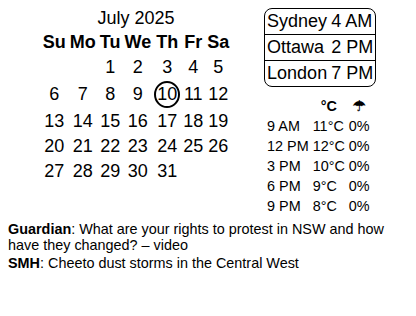 July 2025
Su Mo Tu We Th Fr Sa
1 2 3 4 5
6 7 8 9 10 11 12
13 14 15 16 17 18 19
20 21 22 23 24 25 26
27 28 29 30 31
Sydney 4 AM
Ottawa 2 PM
London 7 PM
°C ☂
9 AM 11°C 0%
12 PM 12°C 0%
3 PM 10°C 0%
6 PM 9°C 0%
9 PM 8°C 0%
Guardian: What are your rights to protest in NSW and how
have they changed? – video
SMH: Cheeto dust storms in the Central West